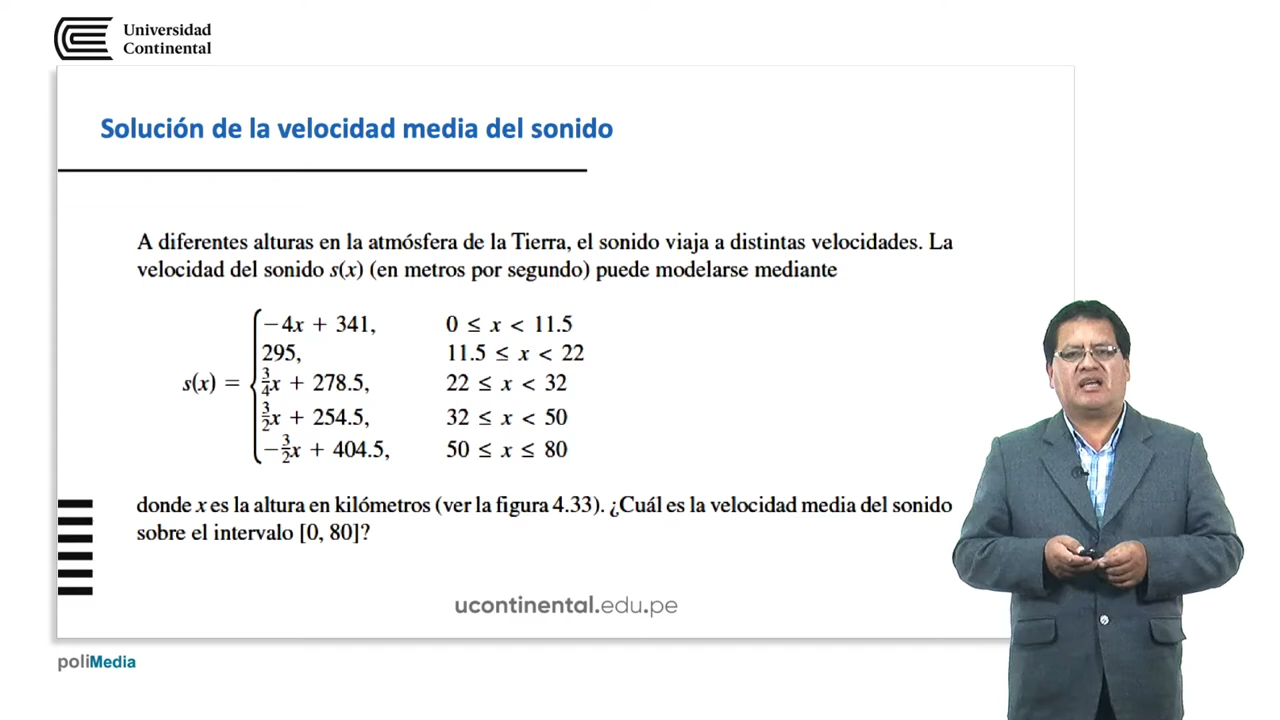 Universidad
Continental
Solución de la velocidad media del sonido
A diferentes alturas en la atmósfera de la Tierra, el sonido viaja a distintas velocidades. La
velocidad del sonido s(x) (en metros por segundo) puede modelarse mediante
s(x) =
−4x + 341, 0 ≤ x < 11.5
295, 11.5 ≤ x < 22
3/4x + 278.5, 22 ≤ x < 32
3/2x + 254.5, 32 ≤ x < 50
−3/2x + 404.5, 50 ≤ x ≤ 80
donde x es la altura en kilómetros (ver la figura 4.33). ¿Cuál es la velocidad media del sonido
sobre el intervalo [0, 80]?
ucontinental.edu.pe
poliMedia